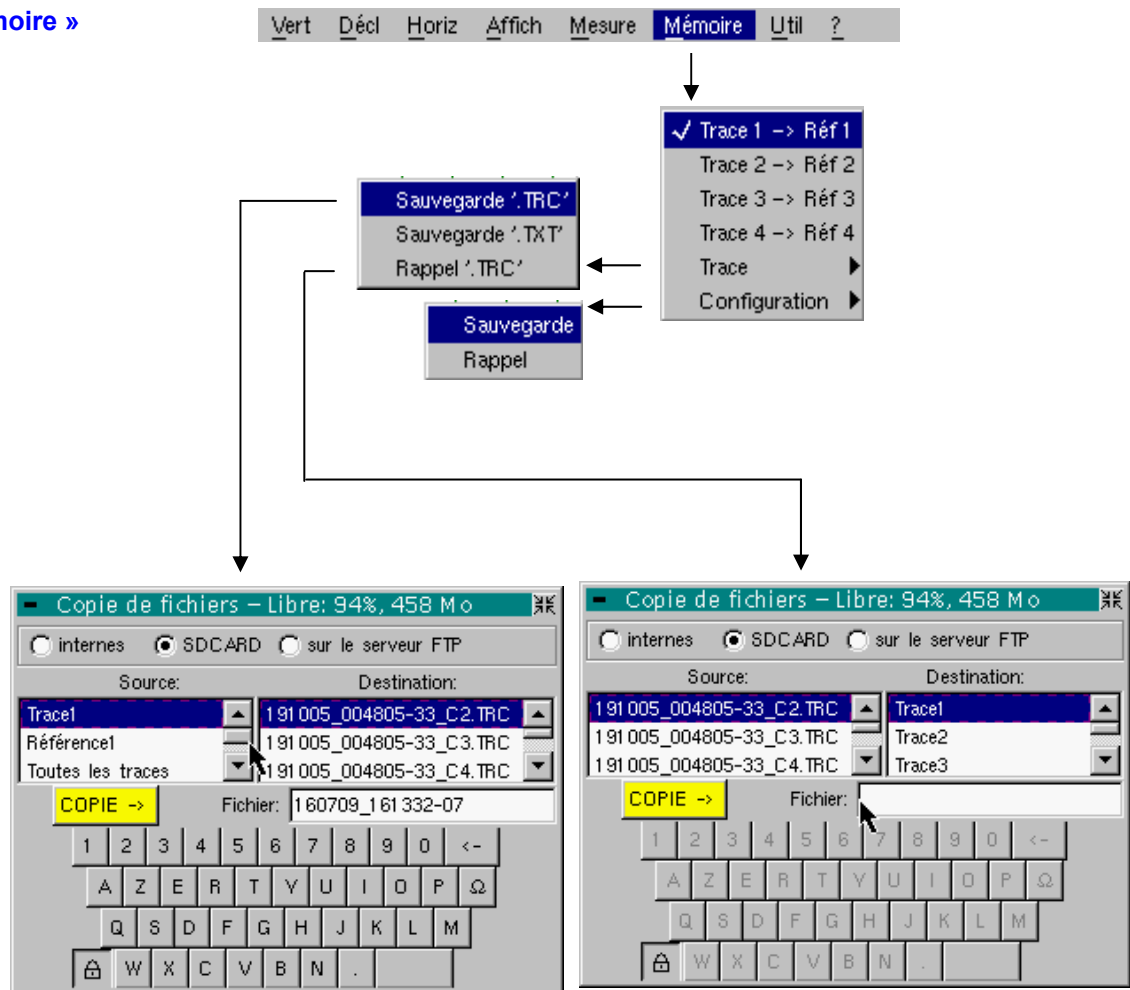 moire »
Vert Décl Horiz Affich Mesure Mémoire Util ?
✓ Trace 1 -> Réf 1
Trace 2 -> Réf 2
Trace 3 -> Réf 3
Trace 4 -> Réf 4
Trace
Configuration
Sauvegarde '.TRC'
Sauvegarde '.TXT'
Rappel '.TRC'
Sauvegarde
Rappel
Copie de fichiers – Libre: 94%, 458 Mo
internes SDCARD sur le serveur FTP
Source: Destination:
Trace1 191005_004805-33_C2.TRC
Référence1 191005_004805-33_C3.TRC
Toutes les traces 191005_004805-33_C4.TRC
COPIE -> Fichier: 160709_161332-07
1 2 3 4 5 6 7 8 9 0 <-
A Z E R T Y U I O P Ω
Q S D F G H J K L M
W X C V B N .
Copie de fichiers – Libre: 94%, 458 Mo
internes SDCARD sur le serveur FTP
Source: Destination:
191005_004805-33_C2.TRC Trace1
191005_004805-33_C3.TRC Trace2
191005_004805-33_C4.TRC Trace3
COPIE -> Fichier:
1 2 3 4 5 6 7 8 9 0 <-
A Z E R T Y U I O P Ω
Q S D F G H J K L M
W X C V B N .